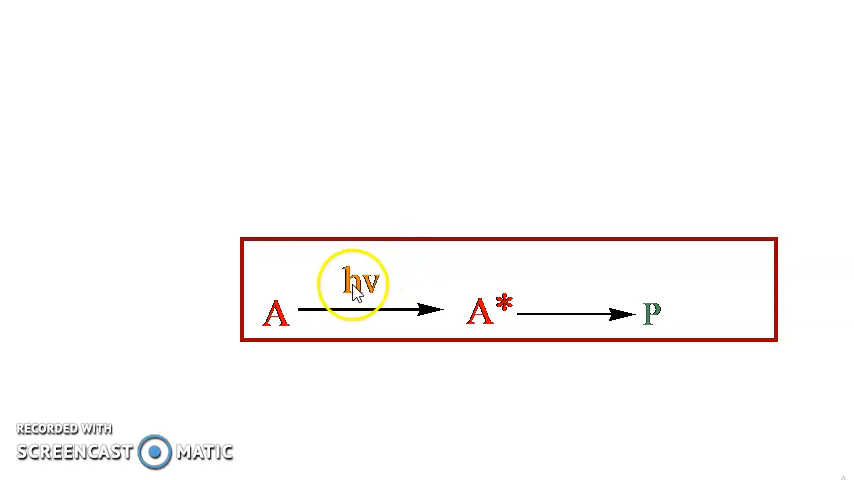 hv
A A* P
RECORDED WITH
SCREENCAST MATIC